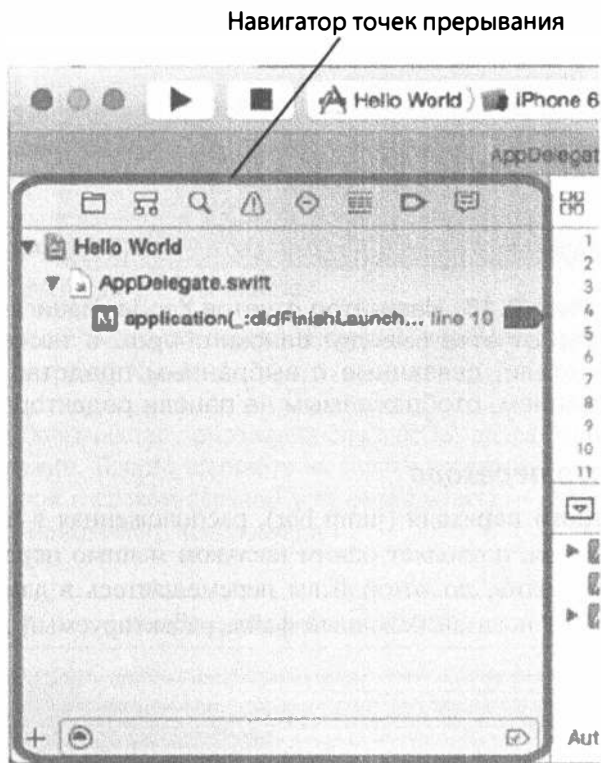 Навигатор точек прерывания
Hello World
iPhone 6
AppDelegat
Hello World
AppDelegate.swift
application(_:didFinishLaunch... line 10
1
2
3
4
5
6
7
8
9
10
11
Aut